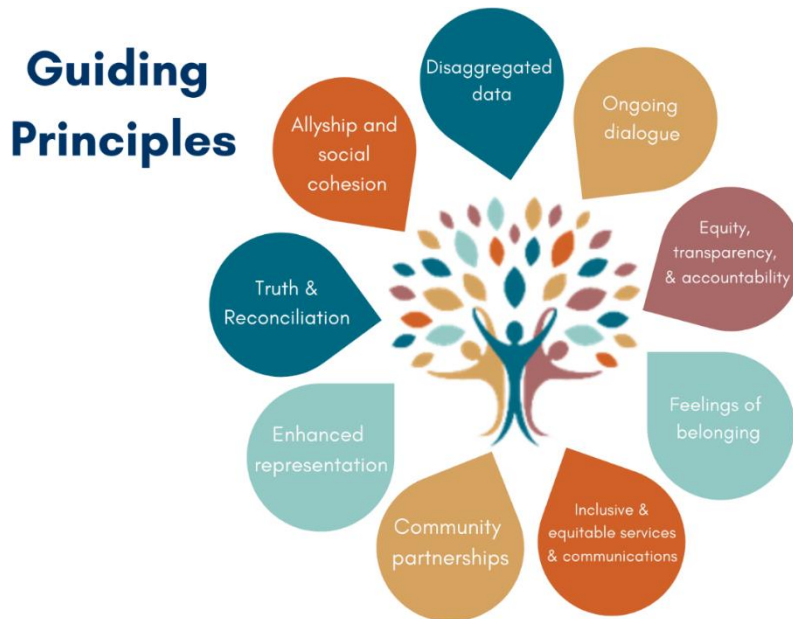 Guiding
Principles
Disaggregated
data
Ongoing
dialogue
Equity,
transparency,
& accountability
Feelings of
belonging
Inclusive &
equitable services
& communications
Community
partnerships
Enhanced
representation
Truth &
Reconciliation
Allyship and
social
cohesion